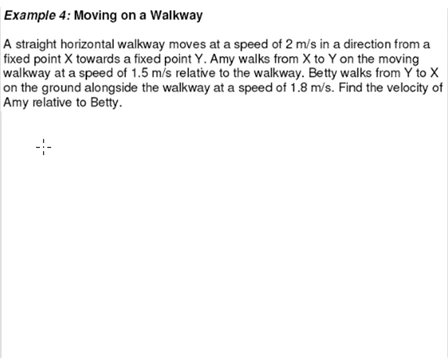 Example 4: Moving on a Walkway
A straight horizontal walkway moves at a speed of 2 m/s in a direction from a
fixed point X towards a fixed point Y. Amy walks from X to Y on the moving
walkway at a speed of 1.5 m/s relative to the walkway. Betty walks from Y to X
on the ground alongside the walkway at a speed of 1.8 m/s. Find the velocity of
Amy relative to Betty.